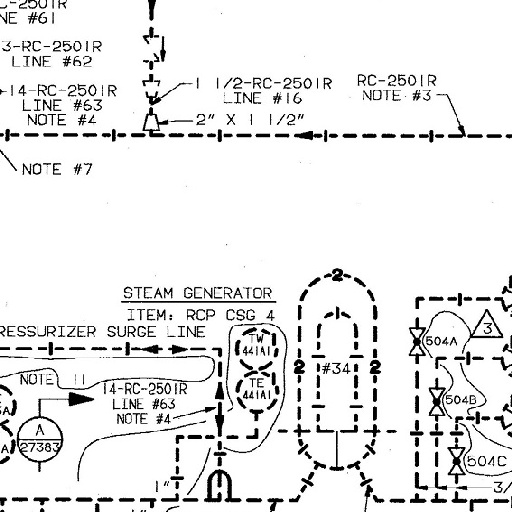 C-2501R
NE #61
3-RC-2501R
LINE #62
14-RC-2501R
LINE #63
NOTE #4
1 1/2-RC-2501R
LINE #16
2" X 1 1/2"
RC-2501R
NOTE #3
NOTE #7
STEAM GENERATOR
ITEM: RCP CSG 4
RESSURIZER SURGE LINE
NOTE 11
14-RC-2501R
LINE #63
NOTE #4
TW
441A1
TE
441A1
A
27383
1"
1"
2
2
2
#34
504A
504B
504C
3
3/